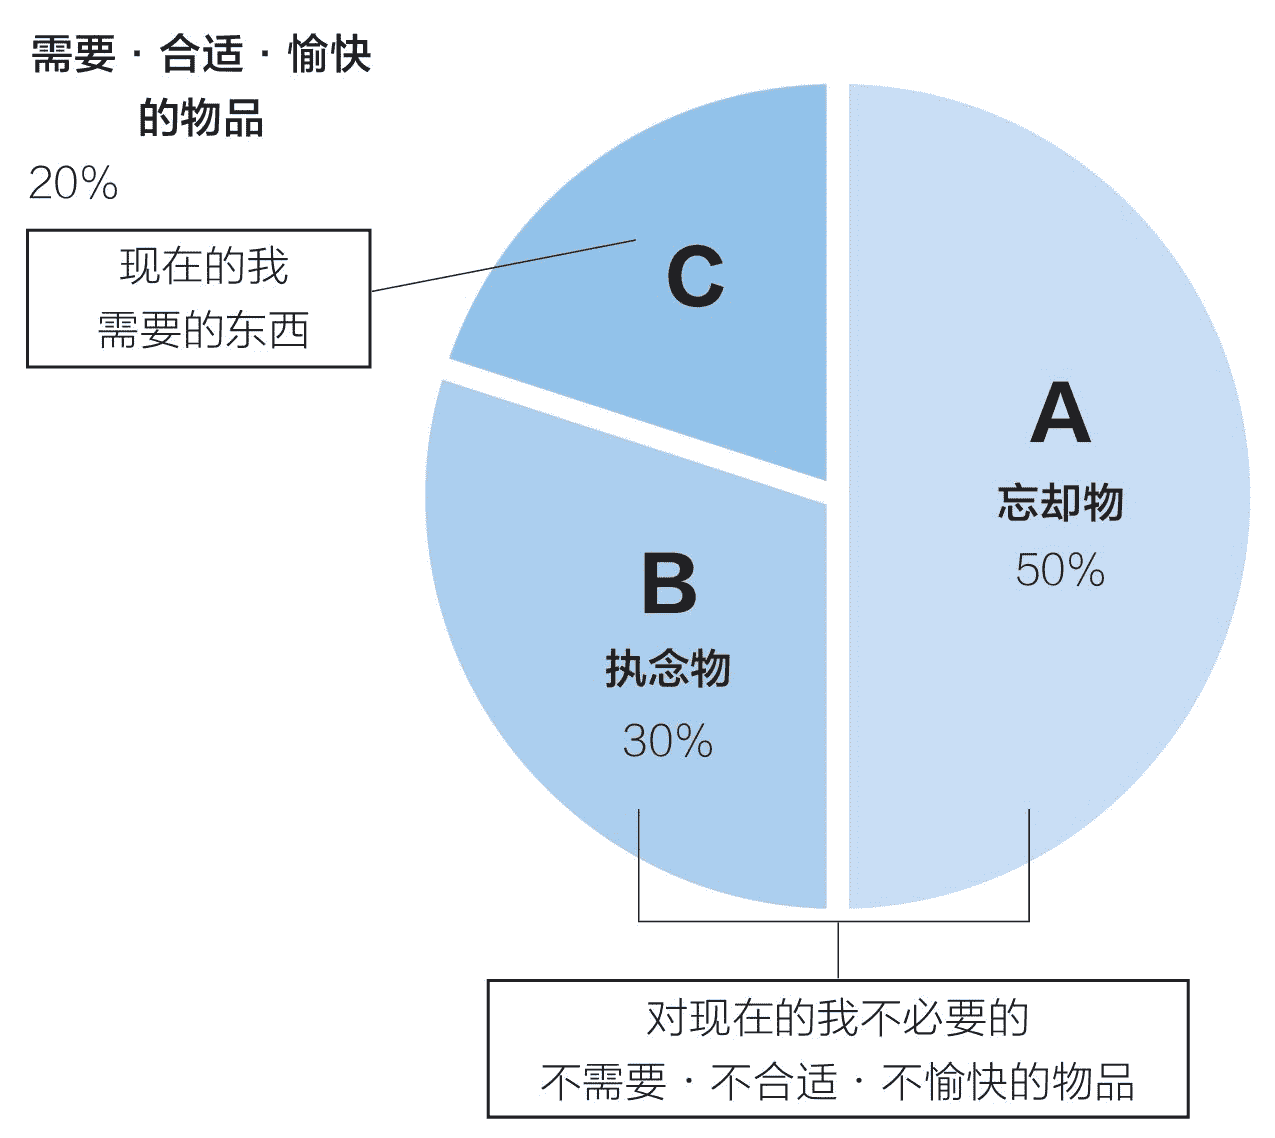 需要·合适·愉快
的物品
20%
现在的我
需要的东西
C
A
忘却物
50%
B
执念物
30%
对现在的我不必要的
不需要·不合适·不愉快的物品